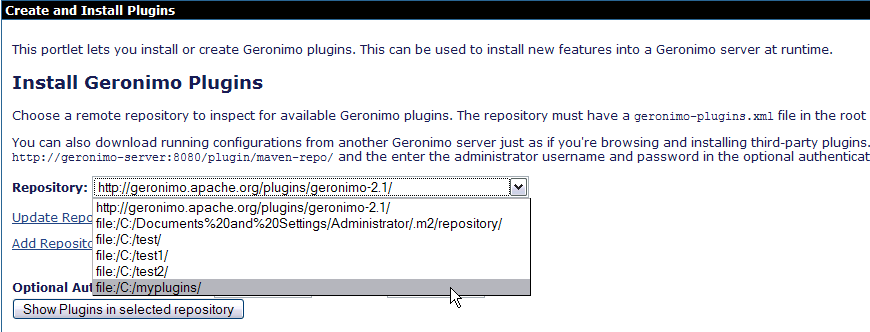 Create and Install Plugins
This portlet lets you install or create Geronimo plugins. This can be used to install new features into a Geronimo server at runtime.
Install Geronimo Plugins
Choose a remote repository to inspect for available Geronimo plugins. The repository must have a geronimo-plugins.xml file in the root
You can also download running configurations from another Geronimo server just as if you're browsing and installing third-party plugins.
http://geronimo-server:8080/plugin/maven-repo/ and the enter the administrator username and password in the optional authenticat
Repository: http://geronimo.apache.org/plugins/geronimo-2.1/
http://geronimo.apache.org/plugins/geronimo-2.1/
Update Repo
file:/C:/Documents%20and%20Settings/Administrator/.m2/repository/
file:/C:/test/
Add Reposito
file:/C:/test1/
file:/C:/test2/
Optional Aut
file:/C:/myplugins/
Show Plugins in selected repository